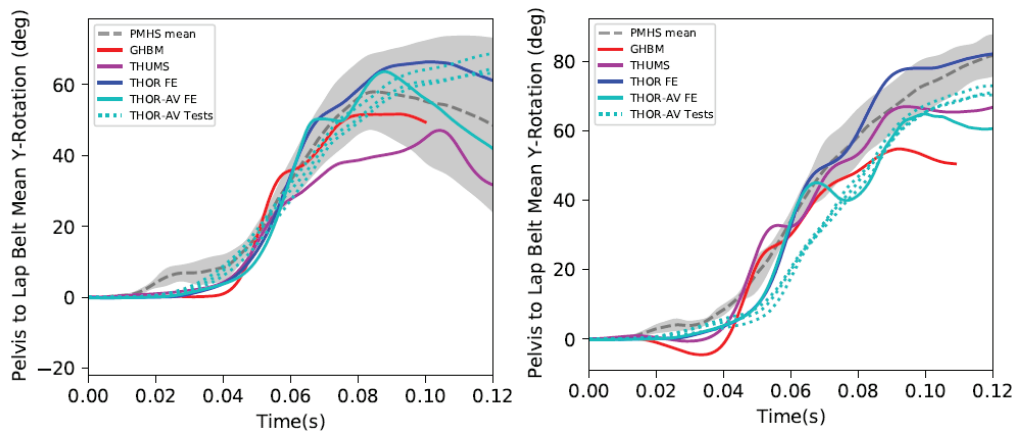 Pelvis to Lap Belt Mean Y-Rotation (deg)
60
40
20
0
−20
PMHS mean
GHBM
THUMS
THOR FE
THOR-AV FE
THOR-AV Tests
0.00 0.02 0.04 0.06 0.08 0.10 0.12
Time(s)
Pelvis to Lap Belt Mean Y-Rotation (deg)
80
60
40
20
0
PMHS mean
GHBM
THUMS
THOR FE
THOR-AV FE
THOR-AV Tests
0.00 0.02 0.04 0.06 0.08 0.10 0.12
Time(s)